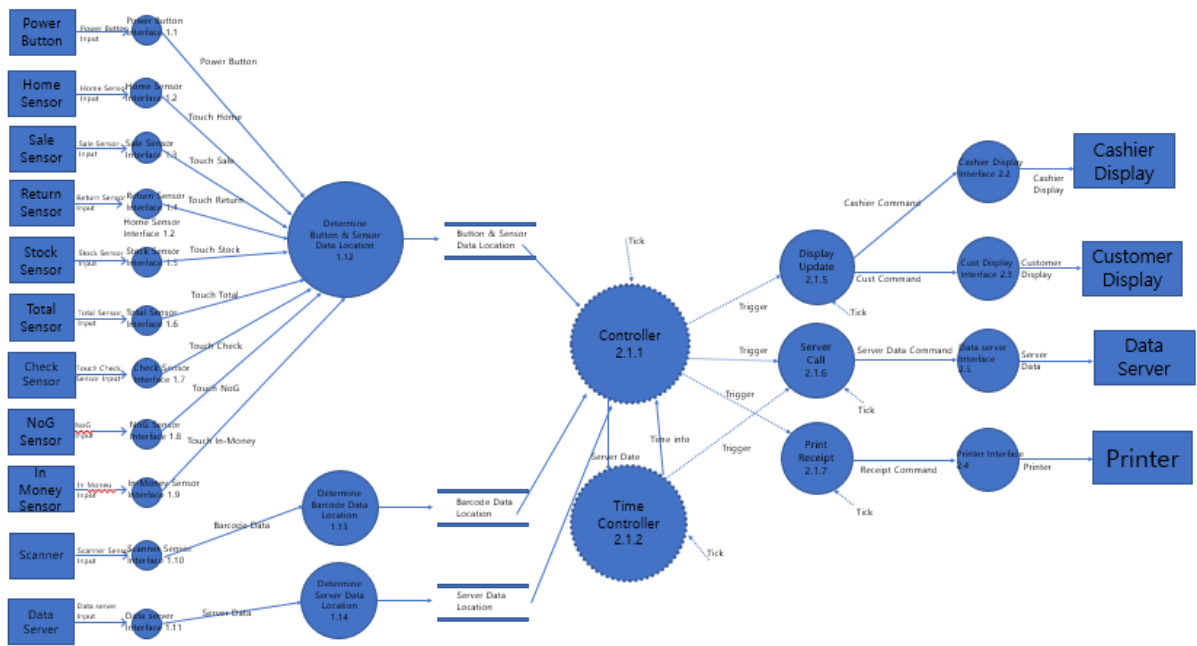 Power
Button
Power Button
Input
Power Button
Interface 1.1
Power Button
Home
Sensor
Home Sensor
Input
Home Sensor
Interface 1.2
Touch Home
Sale
Sensor
Sale Sensor
Input
Sale Sensor
Interface 1.3
Touch Sale
Return
Sensor
Return Sensor
Input
Return Sensor
Interface 1.4
Touch Return
Home Sensor
Interface 1.2
Stock
Sensor
Stock Sensor
Input
Stock Sensor
Interface 1.5
Touch Stock
Total
Sensor
Total Sensor
Input
Total Sensor
Interface 1.6
Touch Total
Check
Sensor
Touch Check
Sensor Input
Check Sensor
Interface 1.7
Touch Check
NoG
Sensor
NoG
Input
NoG Sensor
Interface 1.8
Touch NoG
In
Money
Sensor
In Money
Input
In-Money Sensor
Interface 1.9
Touch In-Money
Scanner
Scanner Sensor
Input
Scanner Sensor
Interface 1.10
Barcode Data
Data
Server
Data server
Input
Data server
Interface 1.11
Server Data
Determine
Button & Sensor
Data Location
1.12
Button & Sensor
Data Location
Determine
Barcode Data
Location
1.13
Barcode Data
Location
Determine
Server Data
Location
1.14
Server Data
Location
Tick
Controller
2.1.1
Server Date
Time info
Time
Controller
2.1.2
Tick
Trigger
Trigger
Trigger
Trigger
Display
Update
2.1.5
Tick
Server
Call
2.1.6
Tick
Print
Receipt
2.1.7
Tick
Cashier Command
Cust Command
Server Data Command
Receipt Command
Cashier Display
Interface 2.2
Cashier
Display
Cashier
Display
Cust Display
Interface 2.3
Customer
Display
Customer
Display
Data server
Interface
Server
Data
Data
Server
Printer Interface
2.4
Printer
Printer